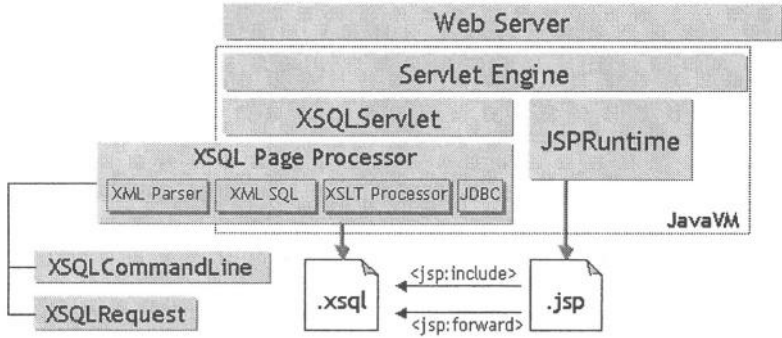 Web Server
Servlet Engine
XSQLServlet
JSPRuntime
XSQL Page Processor
XML Parser
XML SQL
XSLT Processor
JDBC
JavaVM
XSQLCommandLine
XSQLRequest
.xsql
<jsp:include>
<jsp:forward>
.jsp